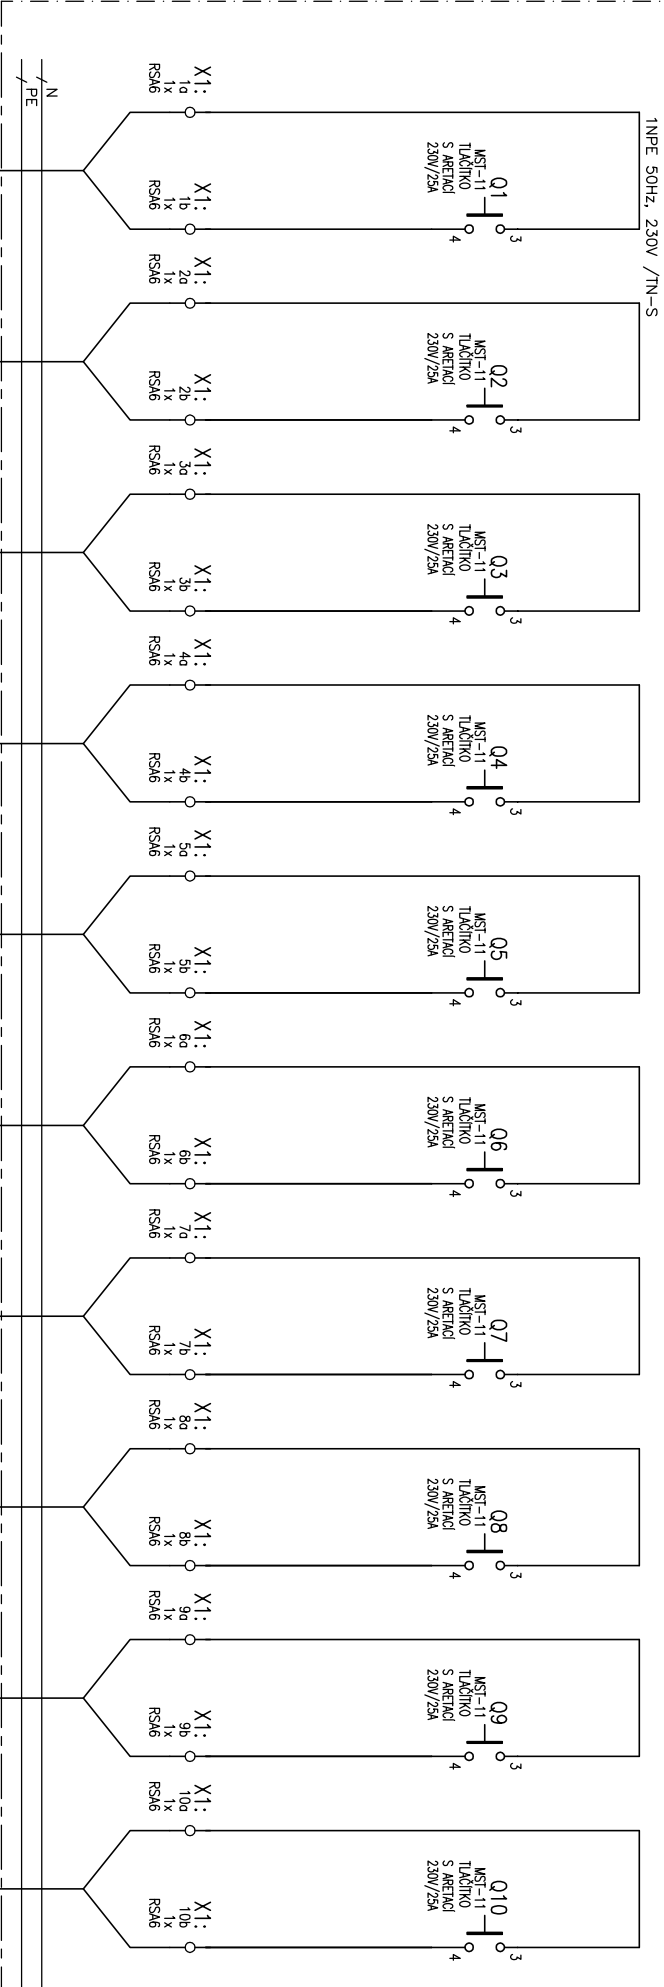 1NPE 50Hz, 230V /TN-S
N
PE
X1:
1a
1x
RSA6
X1:
1b
1x
RSA6
Q1
MST-11
TLAČÍTKO
S ARETACÍ
230V/25A
3
4
X1:
2a
1x
RSA6
X1:
2b
1x
RSA6
Q2
MST-11
TLAČÍTKO
S ARETACÍ
230V/25A
3
4
X1:
3a
1x
RSA6
X1:
3b
1x
RSA6
Q3
MST-11
TLAČÍTKO
S ARETACÍ
230V/25A
3
4
X1:
4a
1x
RSA6
X1:
4b
1x
RSA6
Q4
MST-11
TLAČÍTKO
S ARETACÍ
230V/25A
3
4
X1:
5a
1x
RSA6
X1:
5b
1x
RSA6
Q5
MST-11
TLAČÍTKO
S ARETACÍ
230V/25A
3
4
X1:
6a
1x
RSA6
X1:
6b
1x
RSA6
Q6
MST-11
TLAČÍTKO
S ARETACÍ
230V/25A
3
4
X1:
7a
1x
RSA6
X1:
7b
1x
RSA6
Q7
MST-11
TLAČÍTKO
S ARETACÍ
230V/25A
3
4
X1:
8a
1x
RSA6
X1:
8b
1x
RSA6
Q8
MST-11
TLAČÍTKO
S ARETACÍ
230V/25A
3
4
X1:
9a
1x
RSA6
X1:
9b
1x
RSA6
Q9
MST-11
TLAČÍTKO
S ARETACÍ
230V/25A
3
4
X1:
10a
1x
RSA6
X1:
10b
1x
RSA6
Q10
MST-11
TLAČÍTKO
S ARETACÍ
230V/25A
3
4